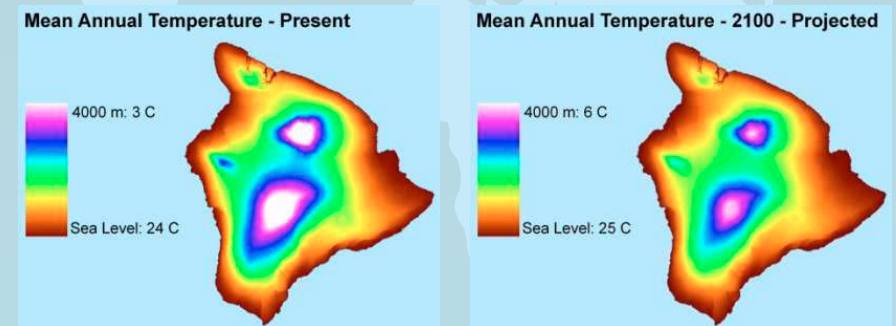 Mean Annual Temperature - Present
4000 m: 3 C
Sea Level: 24 C
Mean Annual Temperature - 2100 - Projected
4000 m: 6 C
Sea Level: 25 C